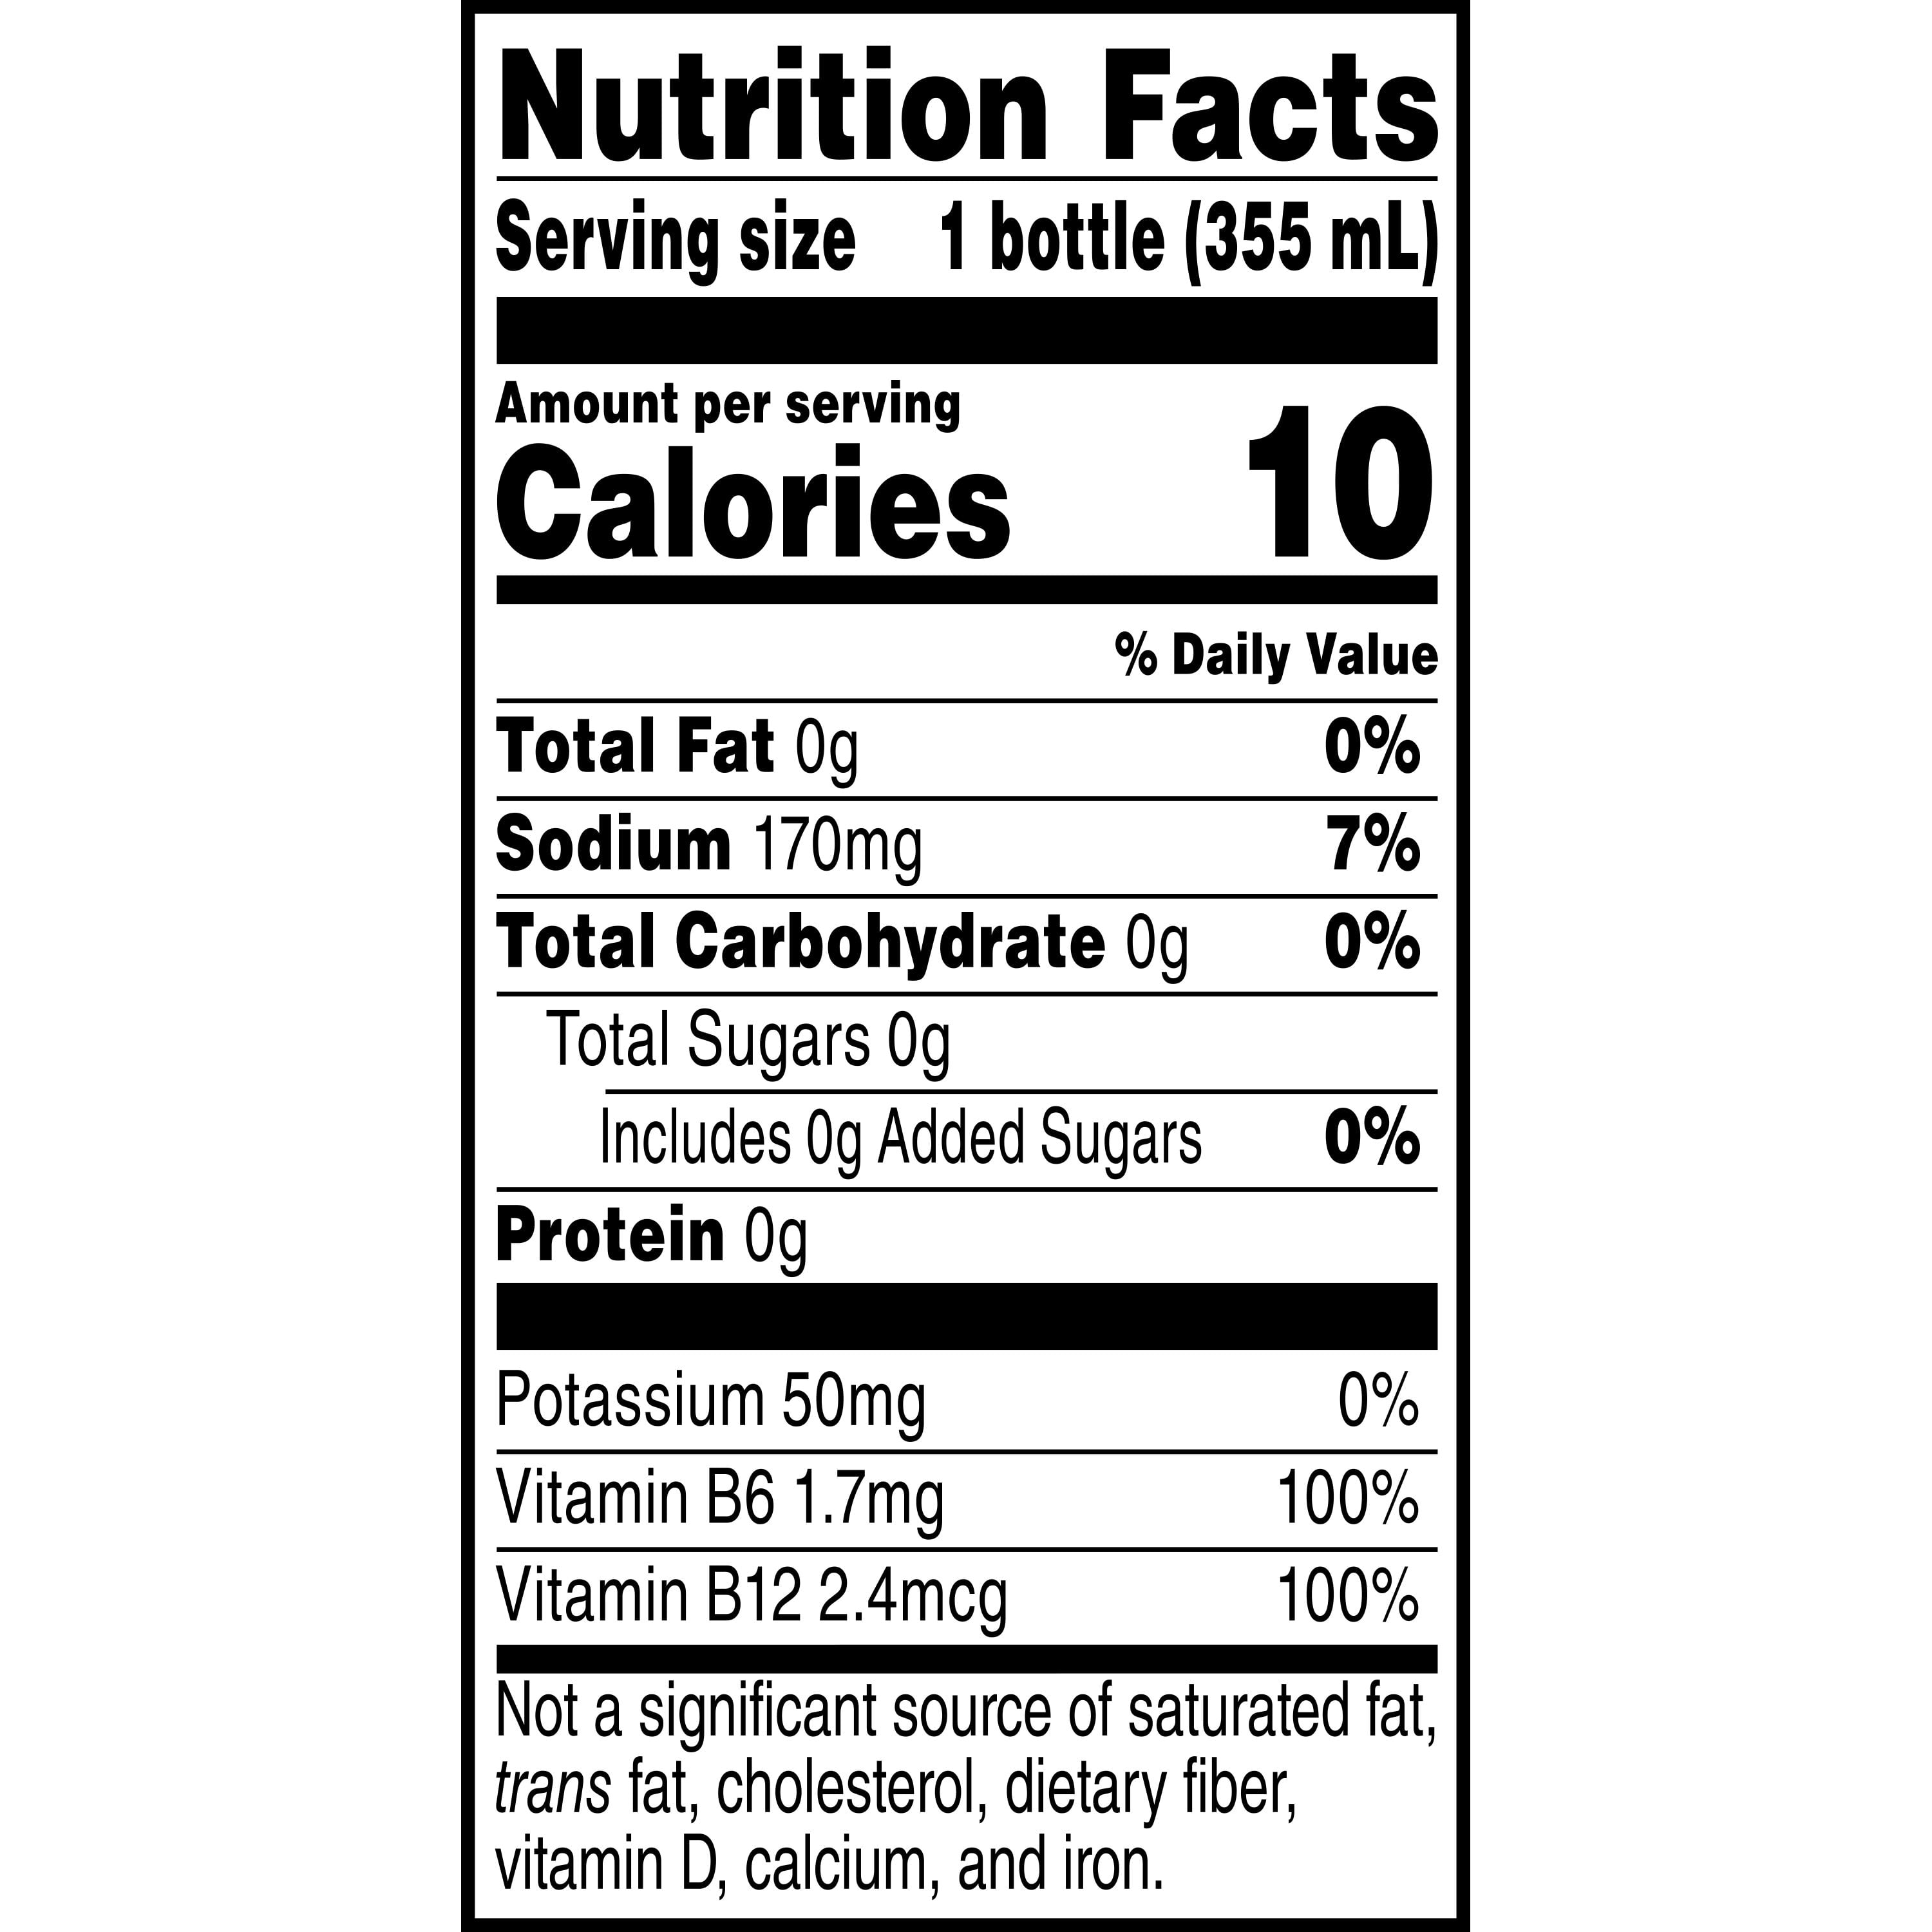 Nutrition Facts
Serving size 1 bottle (355 mL)
Amount per serving
Calories 10
% Daily Value
Total Fat 0g 0%
Sodium 170mg 7%
Total Carbohydrate 0g 0%
Total Sugars 0g
Includes 0g Added Sugars 0%
Protein 0g
Potassium 50mg 0%
Vitamin B6 1.7mg 100%
Vitamin B12 2.4mcg 100%
Not a significant source of saturated fat,
trans fat, cholesterol, dietary fiber,
vitamin D, calcium, and iron.